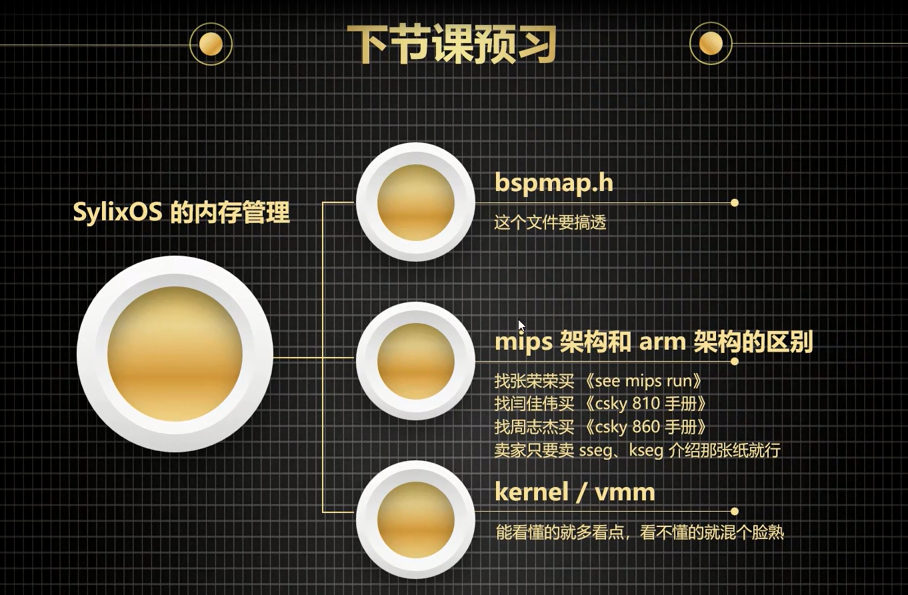 下节课预习
SylixOS 的内存管理
bspmap.h
这个文件要搞透
mips 架构和 arm 架构的区别
找张荣荣买 《see mips run》
找闫佳伟买 《csky 810 手册》
找周志杰买 《csky 860 手册》
卖家只要卖 sseg、kseg 介绍那张纸就行
kernel / vmm
能看懂的就多看点，看不懂的就混个脸熟